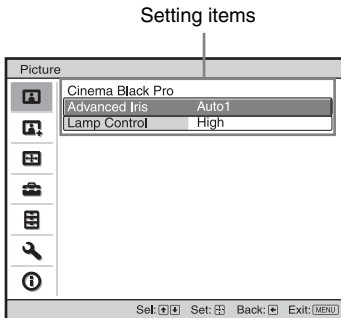 Setting items
Picture
Cinema Black Pro
Advanced Iris Auto1
Lamp Control High
Sel: Set: Back: Exit: MENU